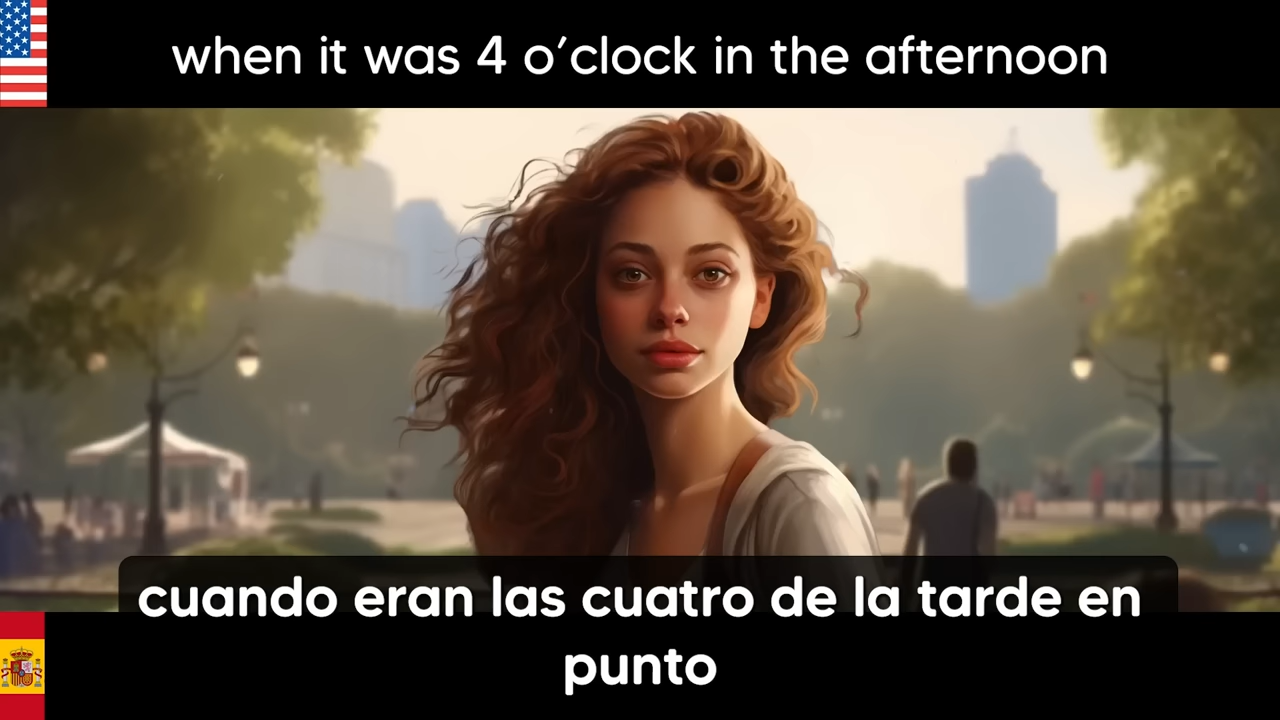 when it was 4 o’clock in the afternoon
cuando eran las cuatro de la tarde en
punto